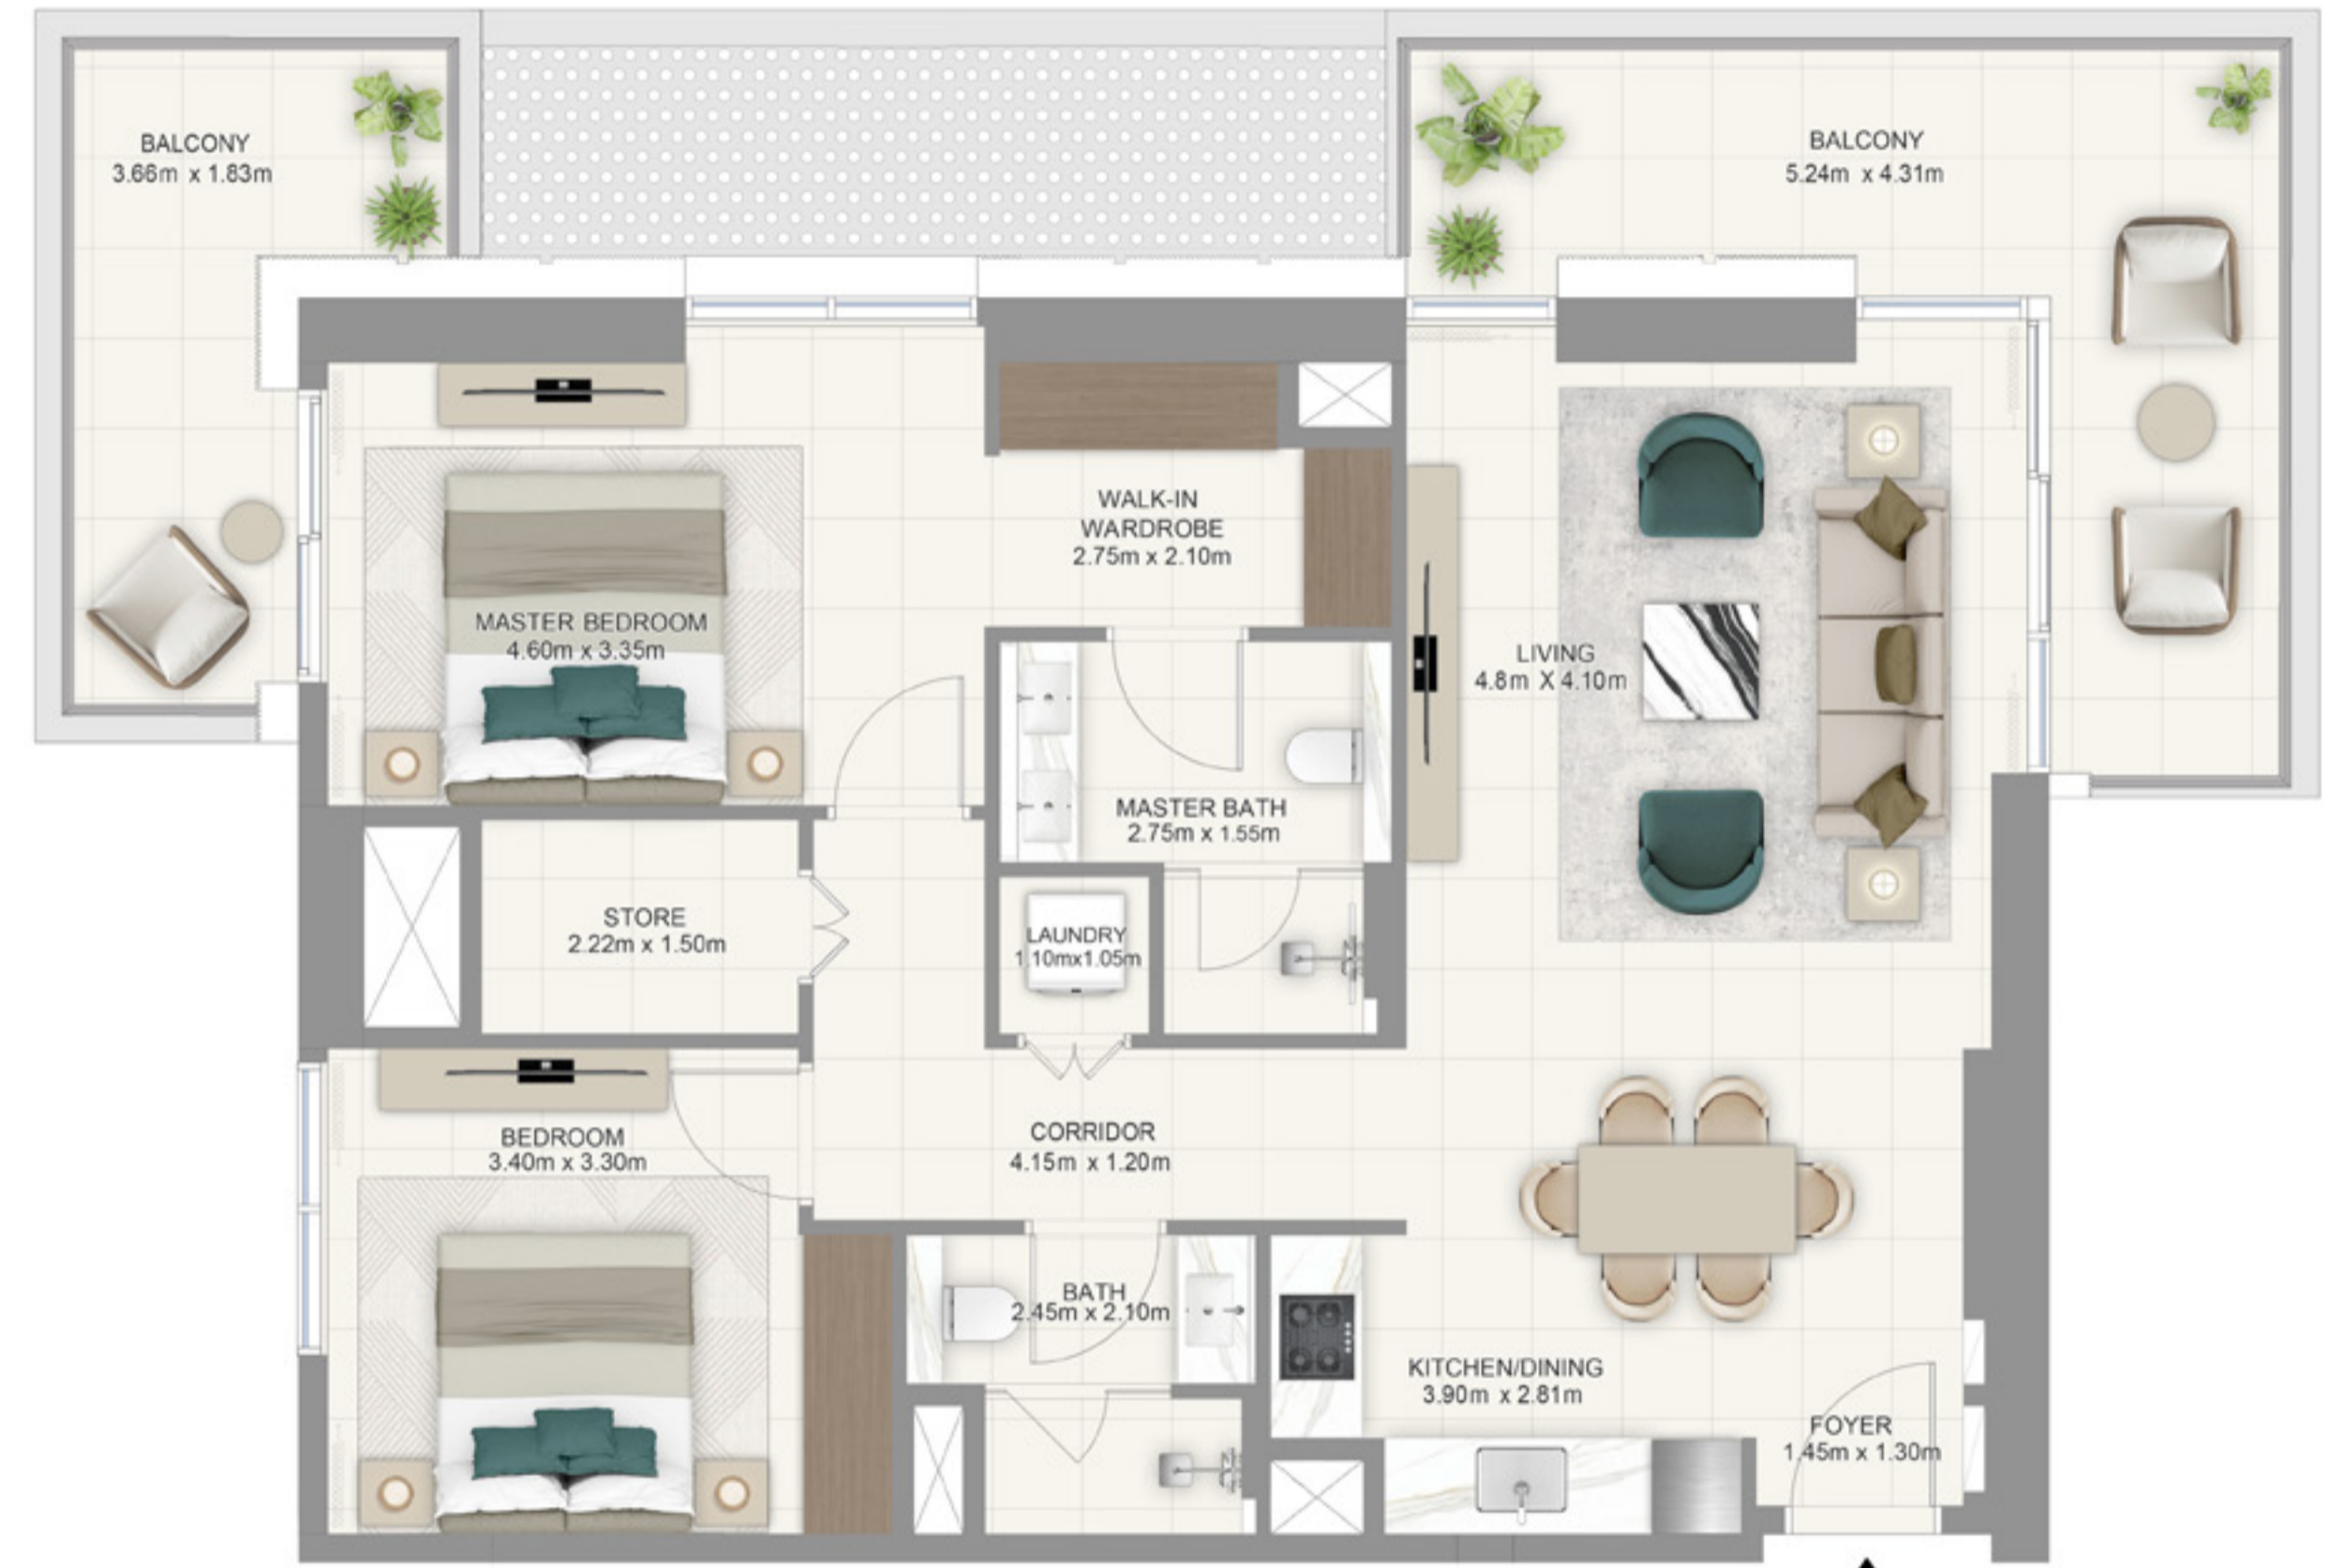 BALCONY
3.66m x 1.83m
BALCONY
5.24m x 4.31m
WALK-IN
WARDROBE
2.75m x 2.10m
MASTER BEDROOM
4.60m x 3.35m
LIVING
4.8m X 4.10m
MASTER BATH
2.75m x 1.55m
STORE
2.22m x 1.50m
LAUNDRY
1.10mx1.05m
BEDROOM
3.40m x 3.30m
CORRIDOR
4.15m x 1.20m
BATH
2.45m x 2.10m
KITCHEN/DINING
3.90m x 2.81m
FOYER
1.45m x 1.30m